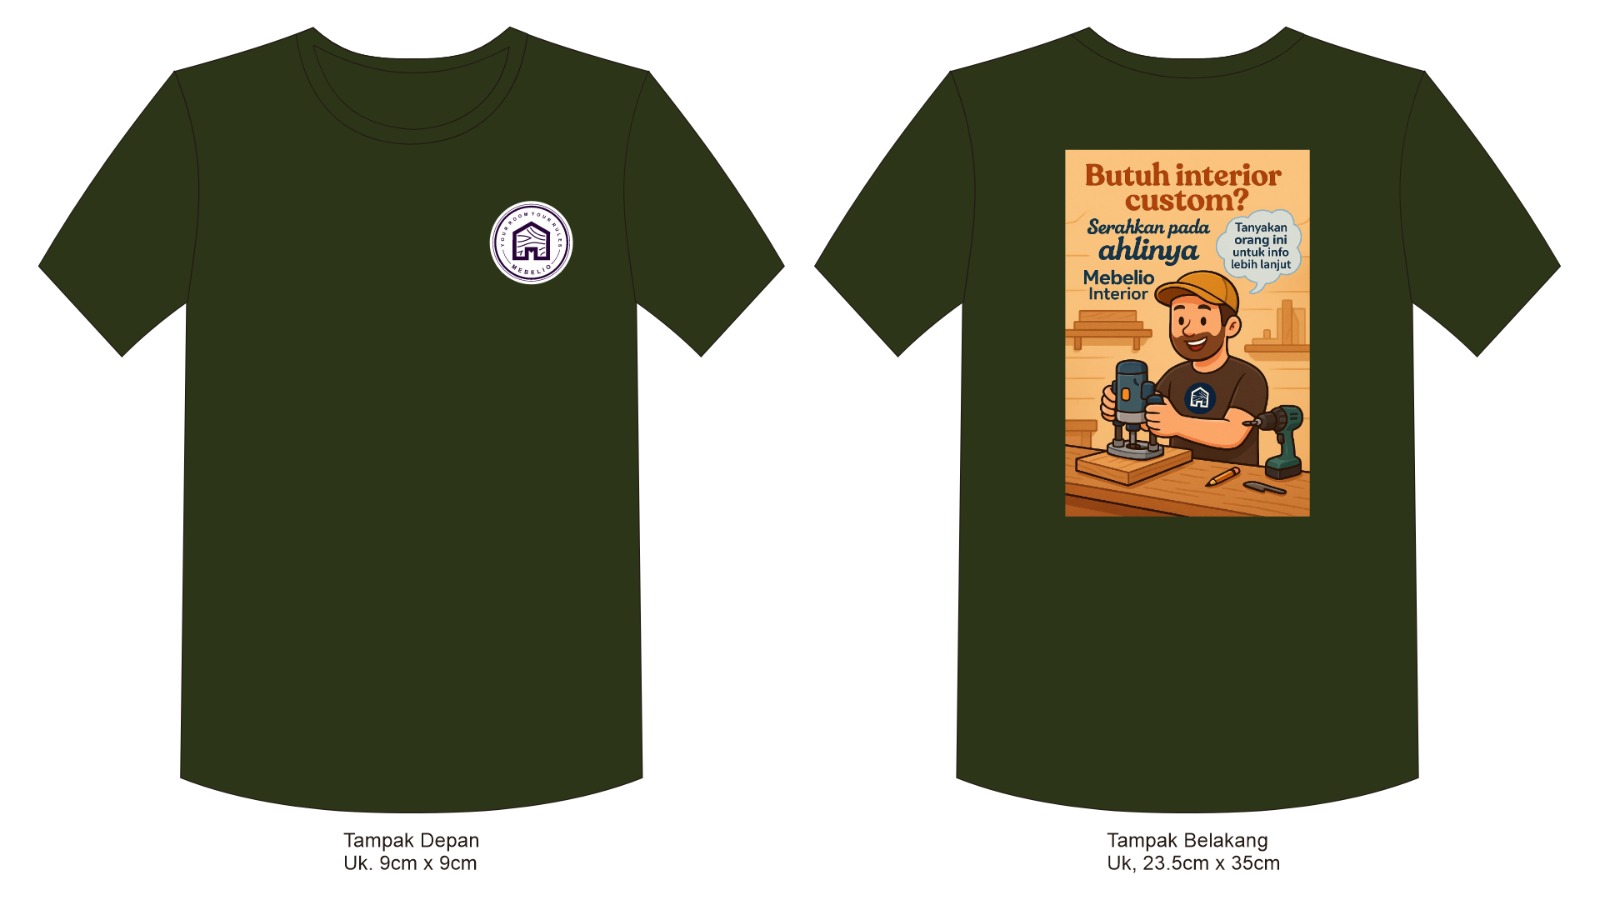 YOUR ROOM YOUR RULES
MEBELIO
Butuh interior
custom?
Serahkan pada
ahlinya
Mebelio
Interior
Tanyakan
orang ini
untuk info
lebih lanjut
Tampak Depan
Uk. 9cm x 9cm
Tampak Belakang
Uk, 23.5cm x 35cm